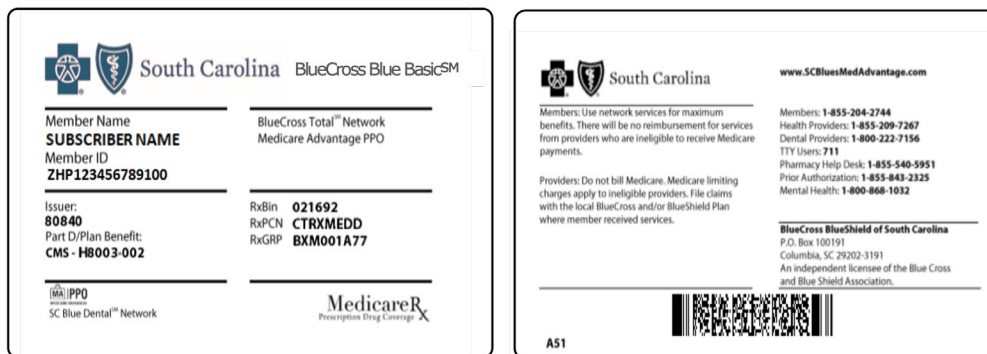 South Carolina BlueCross Blue Basic℠
Member Name
SUBSCRIBER NAME
Member ID
ZHP123456789100
BlueCross Total℠ Network
Medicare Advantage PPO
Issuer:
80840
Part D/Plan Benefit:
CMS - H8003-002
RxBin 021692
RxPCN CTRXMEDD
RxGRP BXM001A77
MA PPO
SC Blue Dental℠ Network
MedicareRx
Prescription Drug Coverage
South Carolina
Members: Use network services for maximum
benefits. There will be no reimbursement for services
from providers who are ineligible to receive Medicare
payments.
Providers: Do not bill Medicare. Medicare limiting
charges apply to ineligible providers. File claims
with the local BlueCross and/or BlueShield Plan
where member received services.
www.SCBluesMedAdvantage.com
Members: 1-855-204-2744
Health Providers: 1-855-209-7267
Dental Providers: 1-800-222-7156
TTY Users: 711
Pharmacy Help Desk: 1-855-540-5951
Prior Authorization: 1-855-843-2325
Mental Health: 1-800-868-1032
BlueCross BlueShield of South Carolina
P.O. Box 100191
Columbia, SC 29202-3191
An independent licensee of the Blue Cross
and Blue Shield Association.
A51